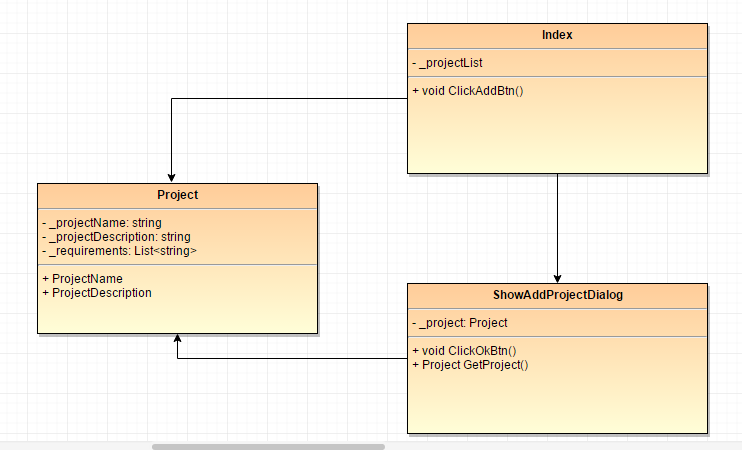 Index
- _projectList
+ void ClickAddBtn()
Project
- _projectName: string
- _projectDescription: string
- _requirements: List<string>
+ ProjectName
+ ProjectDescription
ShowAddProjectDialog
- _project: Project
+ void ClickOkBtn()
+ Project GetProject()